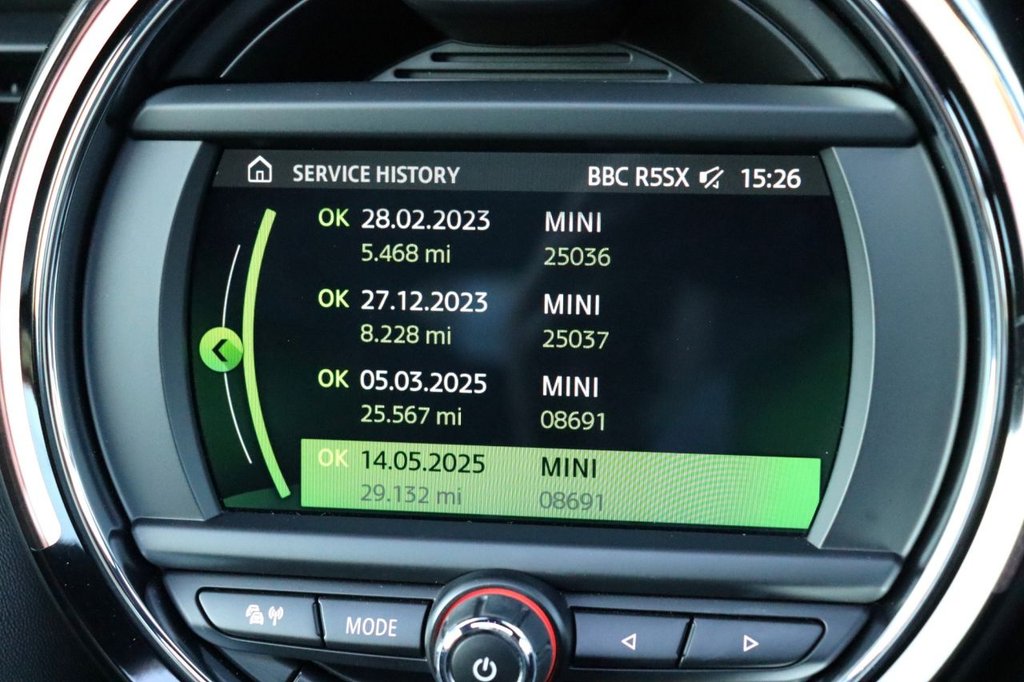 SERVICE HISTORY BBC R5SX 15:26
OK 28.02.2023 MINI
5.468 mi 25036
OK 27.12.2023 MINI
8.228 mi 25037
OK 05.03.2025 MINI
25.567 mi 08691
OK 14.05.2025 MINI
29.132 mi 08691
MODE